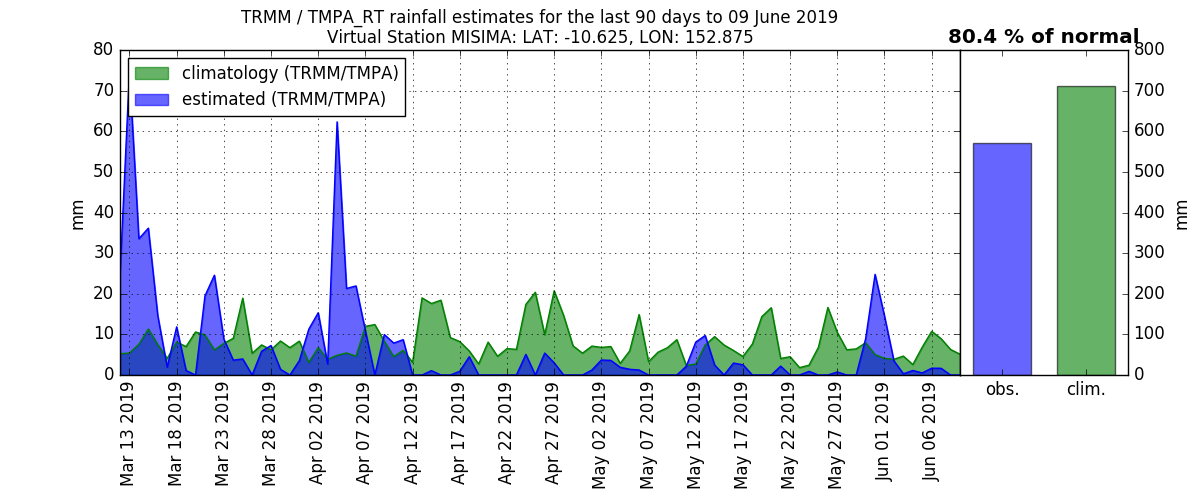 TRMM / TMPA_RT rainfall estimates for the last 90 days to 09 June 2019
Virtual Station MISIMA: LAT: -10.625, LON: 152.875
80.4 % of normal
climatology (TRMM/TMPA)
estimated (TRMM/TMPA)
mm
80
70
60
50
40
30
20
10
0
Mar 13 2019
Mar 18 2019
Mar 23 2019
Mar 28 2019
Apr 02 2019
Apr 07 2019
Apr 12 2019
Apr 17 2019
Apr 22 2019
Apr 27 2019
May 02 2019
May 07 2019
May 12 2019
May 17 2019
May 22 2019
May 27 2019
Jun 01 2019
Jun 06 2019
obs.
clim.
800
700
600
500
400
300
200
100
0
mm